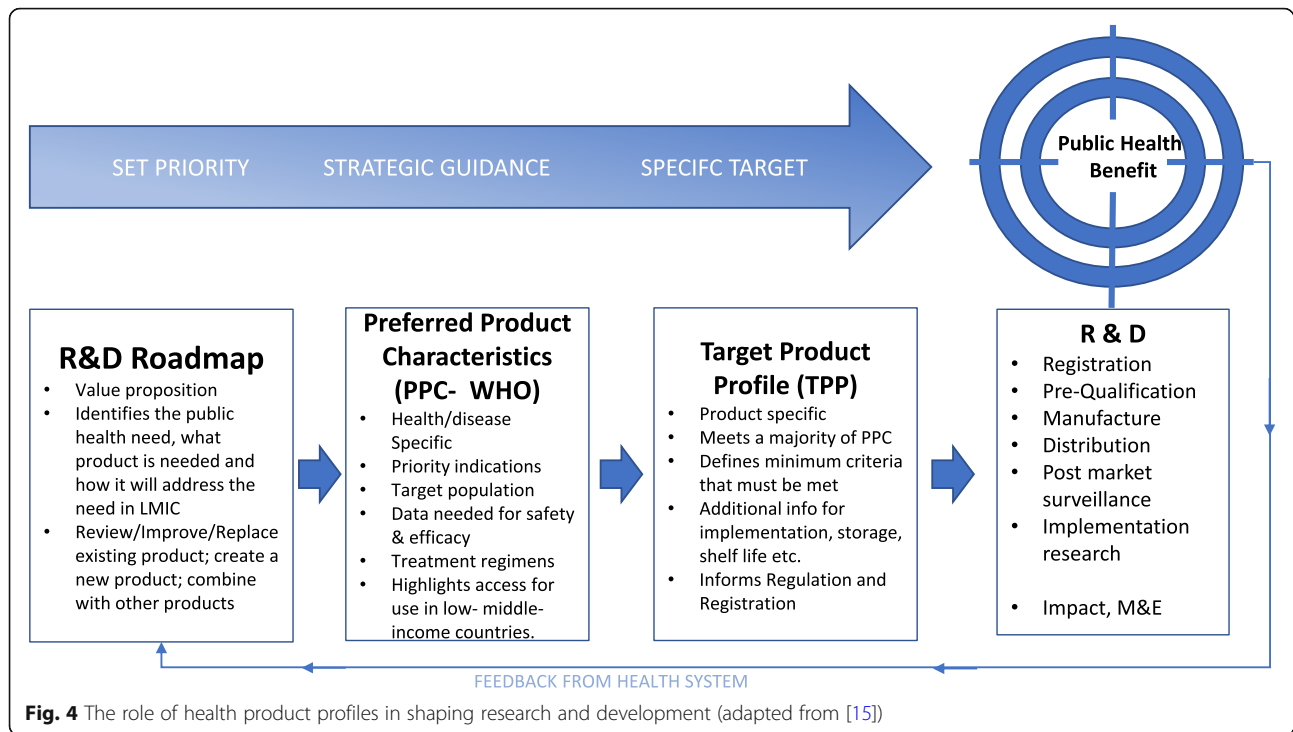 SET PRIORITY
STRATEGIC GUIDANCE
SPECIFC TARGET
Public Health
Benefit
R&D Roadmap
• Value proposition
• Identifies the public
health need, what
product is needed and
how it will address the
need in LMIC
• Review/Improve/Replace
existing product; create a
new product; combine
with other products
Preferred Product
Characteristics
(PPC- WHO)
• Health/disease
Specific
• Priority indications
• Target population
• Data needed for safety
& efficacy
• Treatment regimens
• Highlights access for
use in low- middle-
income countries.
Target Product
Profile (TPP)
• Product specific
• Meets a majority of PPC
• Defines minimum criteria
that must be met
• Additional info for
implementation, storage,
shelf life etc.
• Informs Regulation and
Registration
R & D
• Registration
• Pre-Qualification
• Manufacture
• Distribution
• Post market
surveillance
• Implementation
research
• Impact, M&E
FEEDBACK FROM HEALTH SYSTEM
Fig. 4 The role of health product profiles in shaping research and development (adapted from [15])